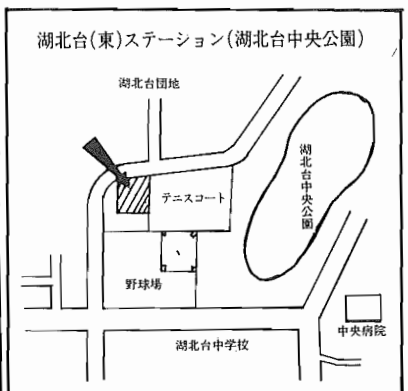 湖北台(東)ステーション(湖北台中央公園)
湖北台団地
テニスコート
湖北台中央公園
野球場
中央病院
湖北台中学校